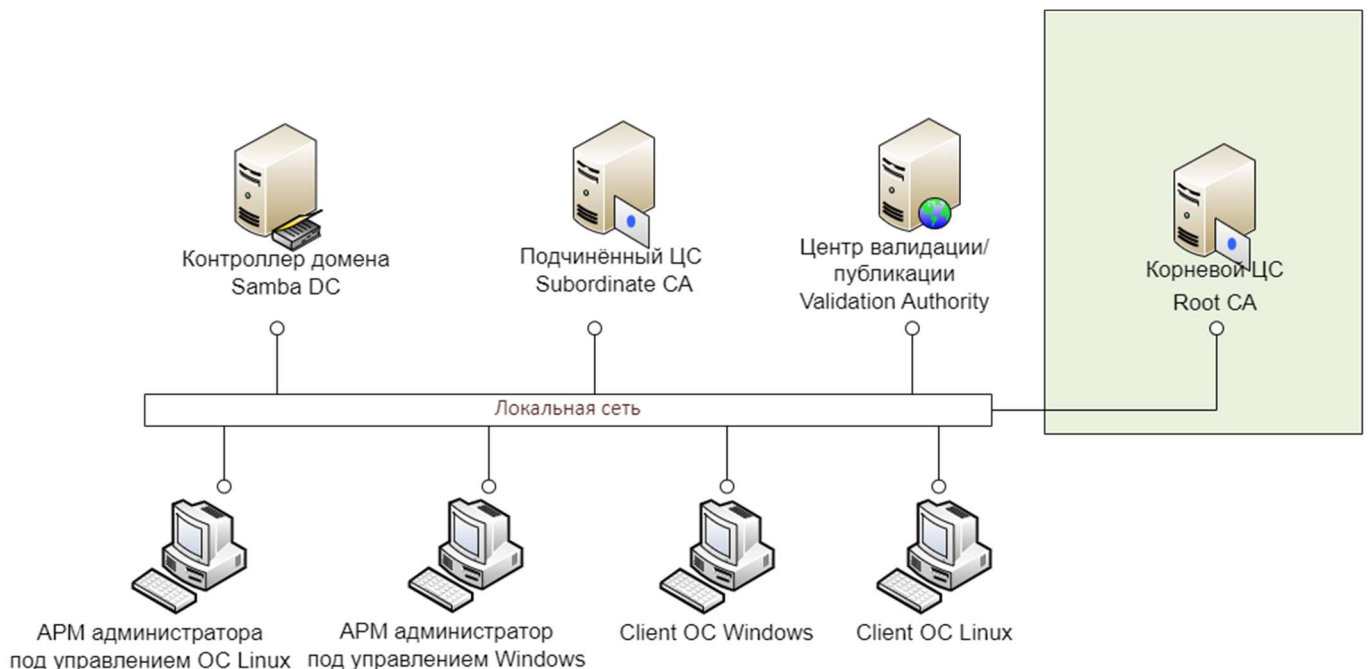 Контроллер домена
Samba DC
Подчинённый ЦС
Subordinate CA
Центр валидации/
публикации
Validation Authority
Корневой ЦС
Root CA
Локальная сеть
АРМ администратора
под управлением ОС Linux
АРМ администратор
под управлением Windows
Client ОС Windows
Client ОС Linux